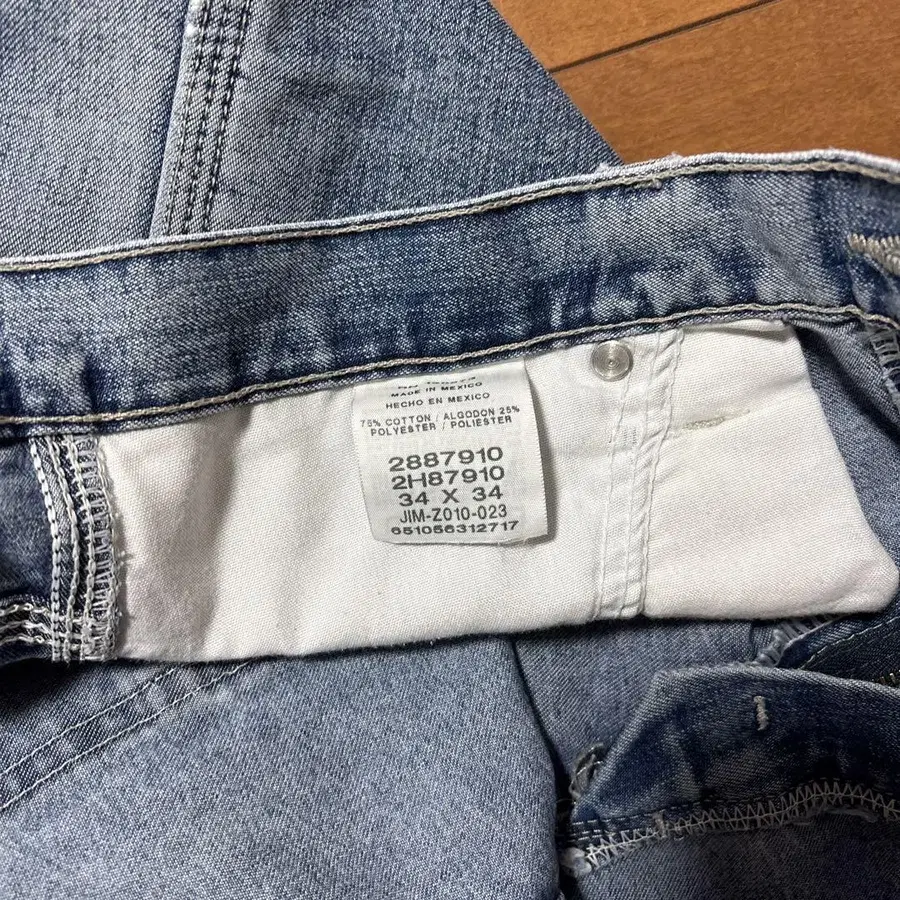 MADE IN MEXICO
HECHO EN MEXICO
75% COTTON / ALGODON 25%
POLYESTER / POLIESTER
2887910
2H87910
34 X 34
JIM-Z010-023
651056312717